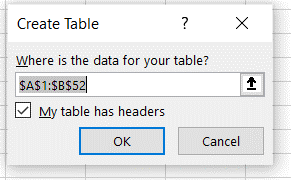 Create Table ? ×
Where is the data for your table?
$A$1:$B$52
My table has headers
OK Cancel